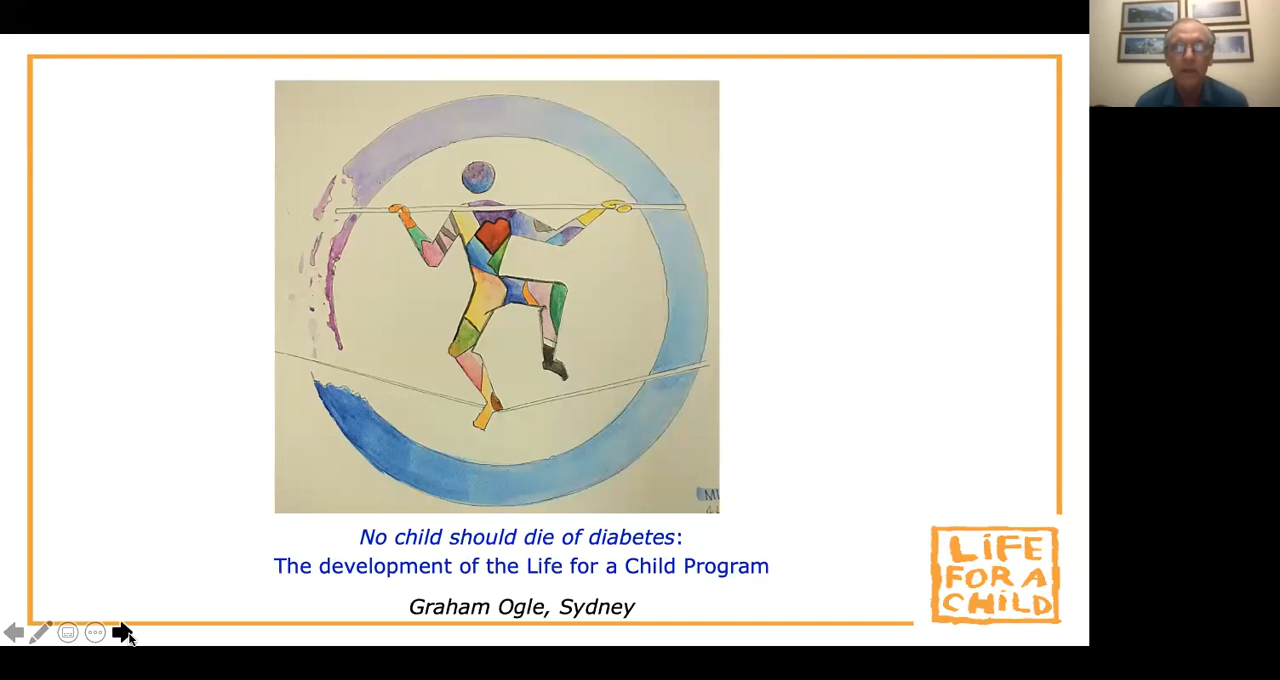 No child should die of diabetes:
The development of the Life for a Child Program
Graham Ogle, Sydney
LiFE
FOR A
CHiLD